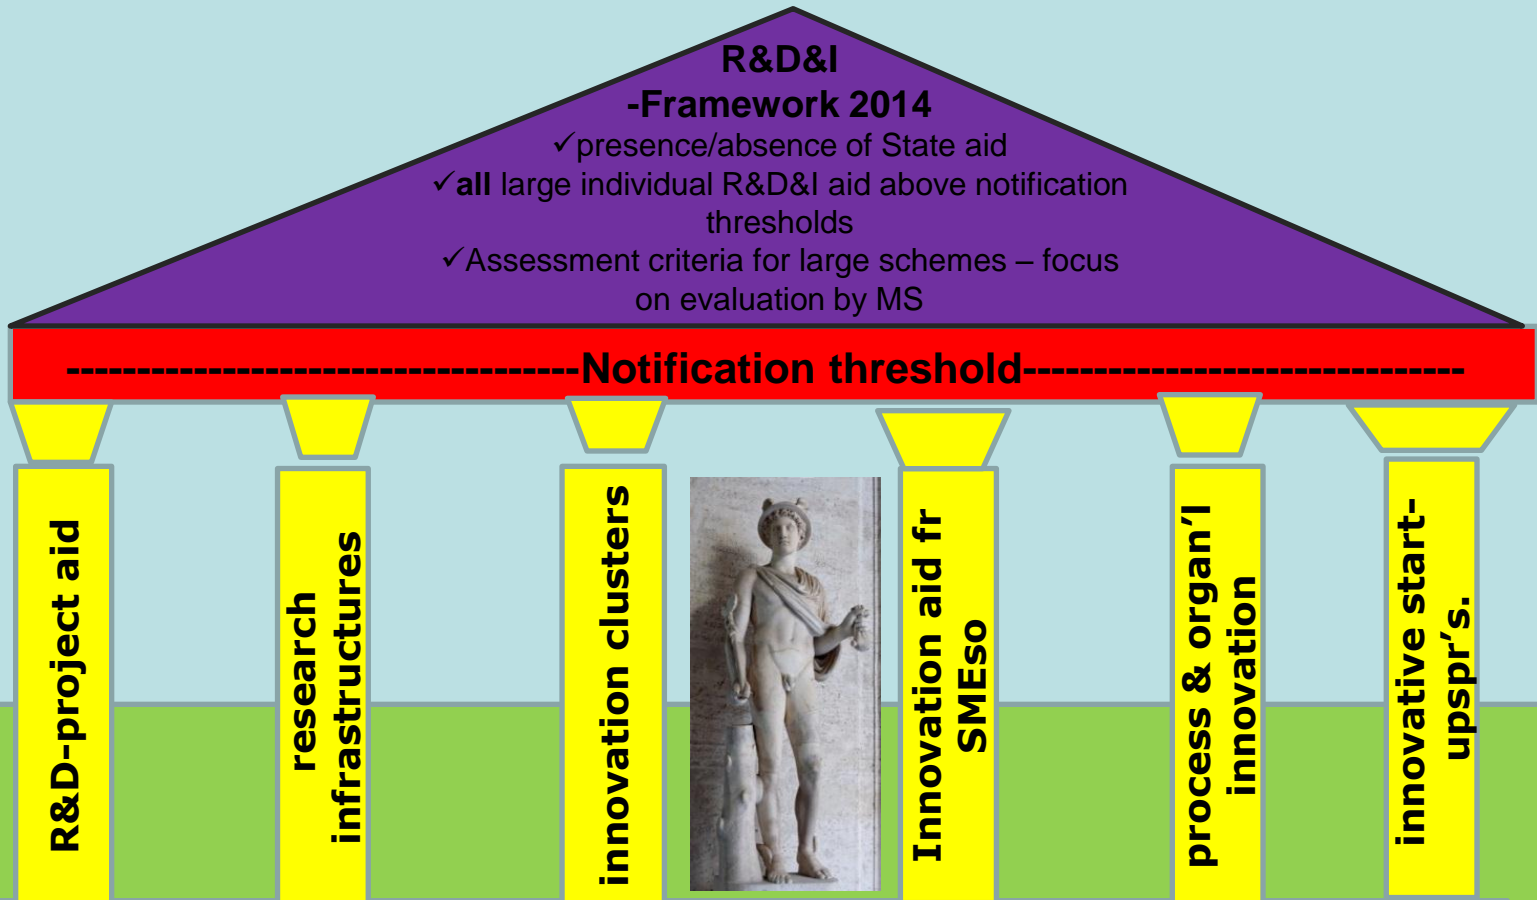 R&D&I
-Framework 2014
✓presence/absence of State aid
✓all large individual R&D&I aid above notification
thresholds
✓Assessment criteria for large schemes – focus
on evaluation by MS
------------------------------------Notification threshold-------------------------------
R&D-project aid
research
infrastructures
innovation clusters
Innovation aid fr
SMEso
process & organ’l
innovation
innovative start-
upspr’s.